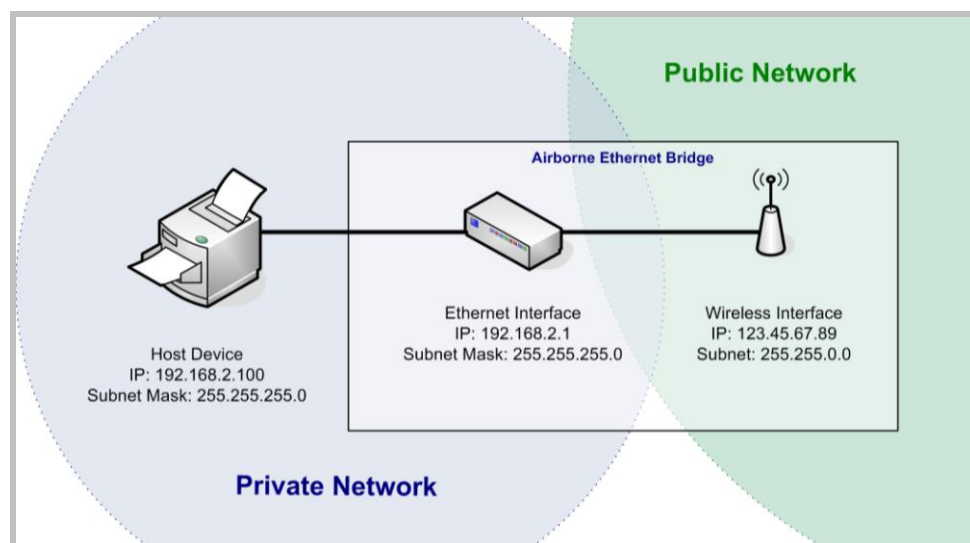 Public Network
Airborne Ethernet Bridge
Ethernet Interface
IP: 192.168.2.1
Subnet Mask: 255.255.255.0
Wireless Interface
IP: 123.45.67.89
Subnet: 255.255.0.0
Host Device
IP: 192.168.2.100
Subnet Mask: 255.255.255.0
Private Network